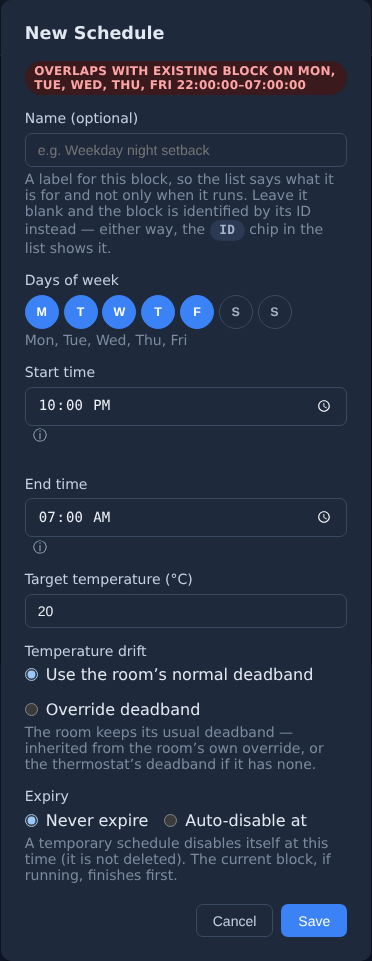 New Schedule
OVERLAPS WITH EXISTING BLOCK ON MON,
TUE, WED, THU, FRI 22:00:00–07:00:00
Name (optional)
e.g. Weekday night setback
A label for this block, so the list says what it
is for and not only when it runs. Leave it
blank and the block is identified by its ID
instead — either way, the ID chip in the
list shows it.
Days of week
M T W T F S S
Mon, Tue, Wed, Thu, Fri
Start time
10:00 PM
ⓘ
End time
07:00 AM
ⓘ
Target temperature (°C)
20
Temperature drift
Use the room’s normal deadband
Override deadband
The room keeps its usual deadband —
inherited from the room’s own override, or
the thermostat’s deadband if it has none.
Expiry
Never expire Auto-disable at
A temporary schedule disables itself at this
time (it is not deleted). The current block, if
running, finishes first.
Cancel Save